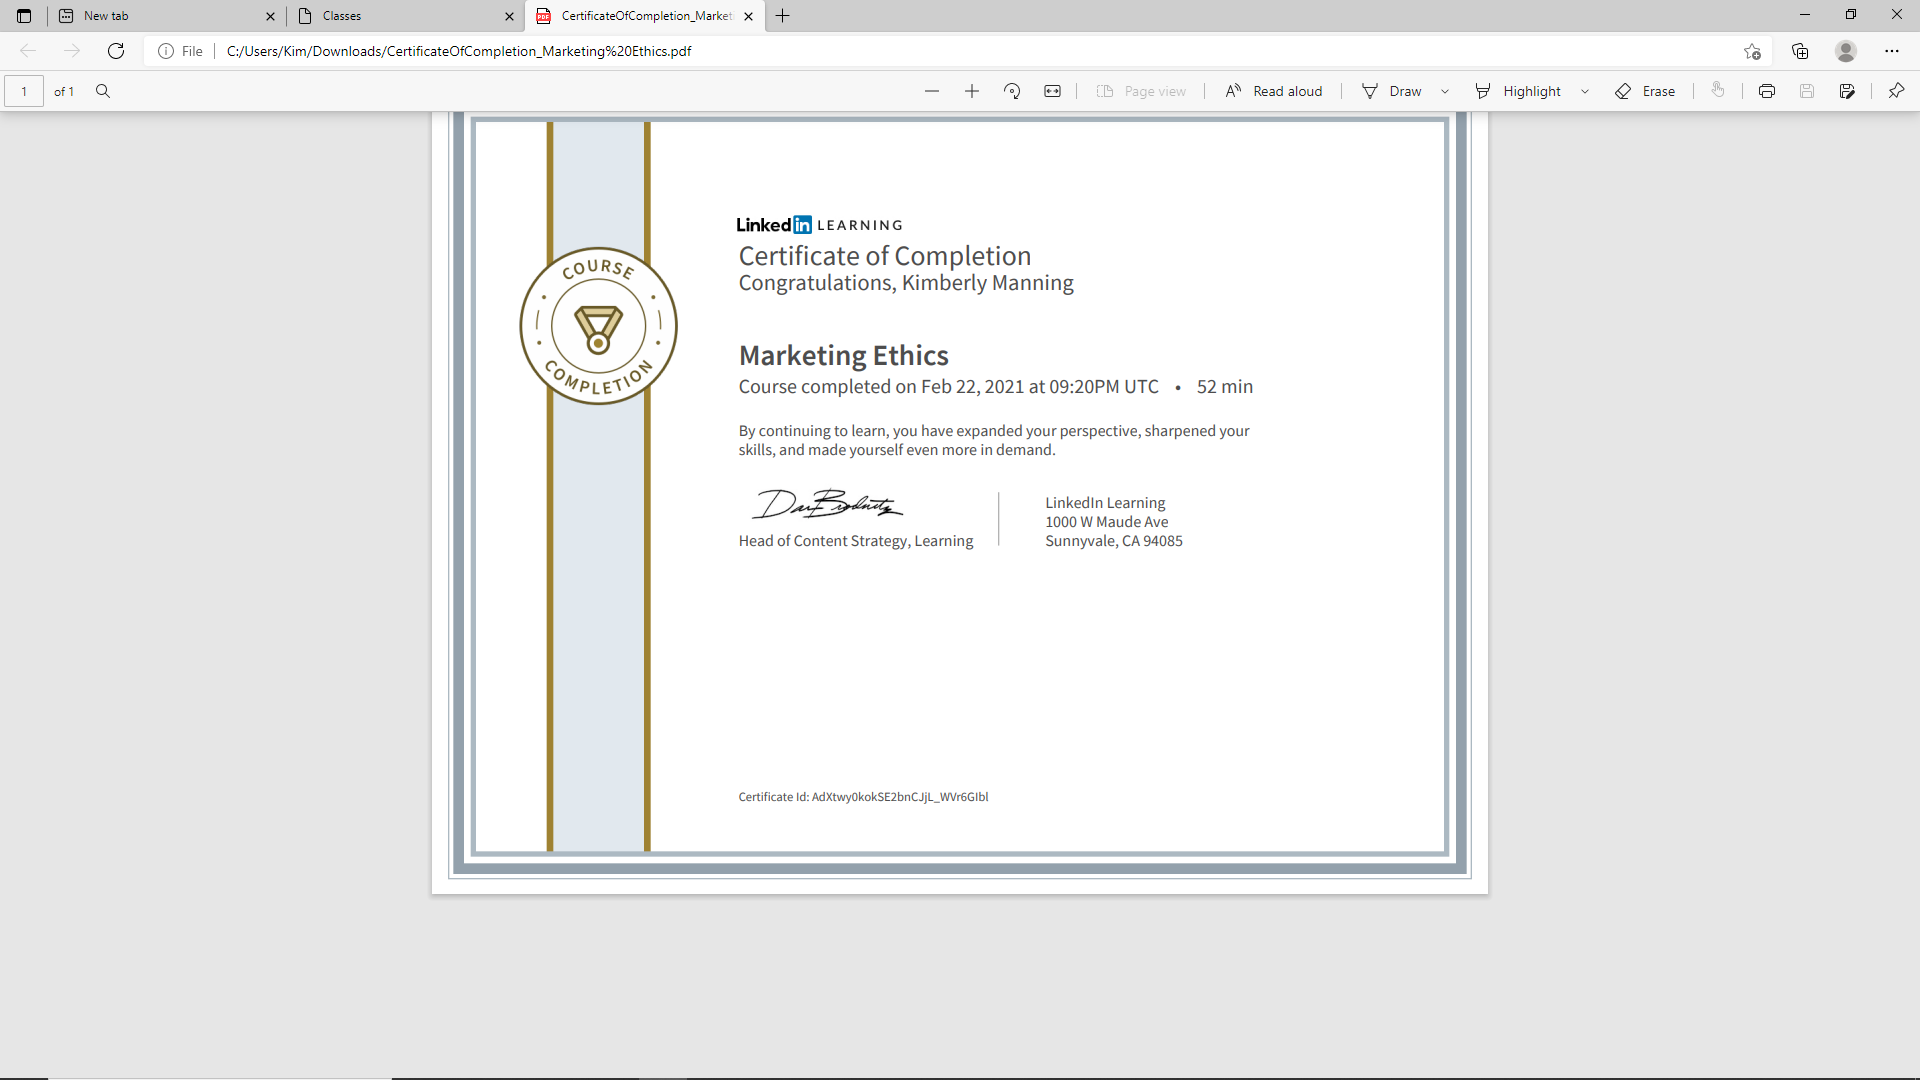 New tab
Classes
CertificateOfCompletion_Market
File
C:/Users/Kim/Downloads/CertificateOfCompletion_Marketing%20Ethics.pdf
1 of 1
Page view
Read aloud
Draw
Highlight
Erase
Linked in LEARNING
Certificate of Completion
Congratulations, Kimberly Manning
COURSE
COMPLETION
Marketing Ethics
Course completed on Feb 22, 2021 at 09:20PM UTC • 52 min
By continuing to learn, you have expanded your perspective, sharpened your
skills, and made yourself even more in demand.
Head of Content Strategy, Learning
LinkedIn Learning
1000 W Maude Ave
Sunnyvale, CA 94085
Certificate Id: AdXtwy0kokSE2bnCJjL_WVr6GIbl